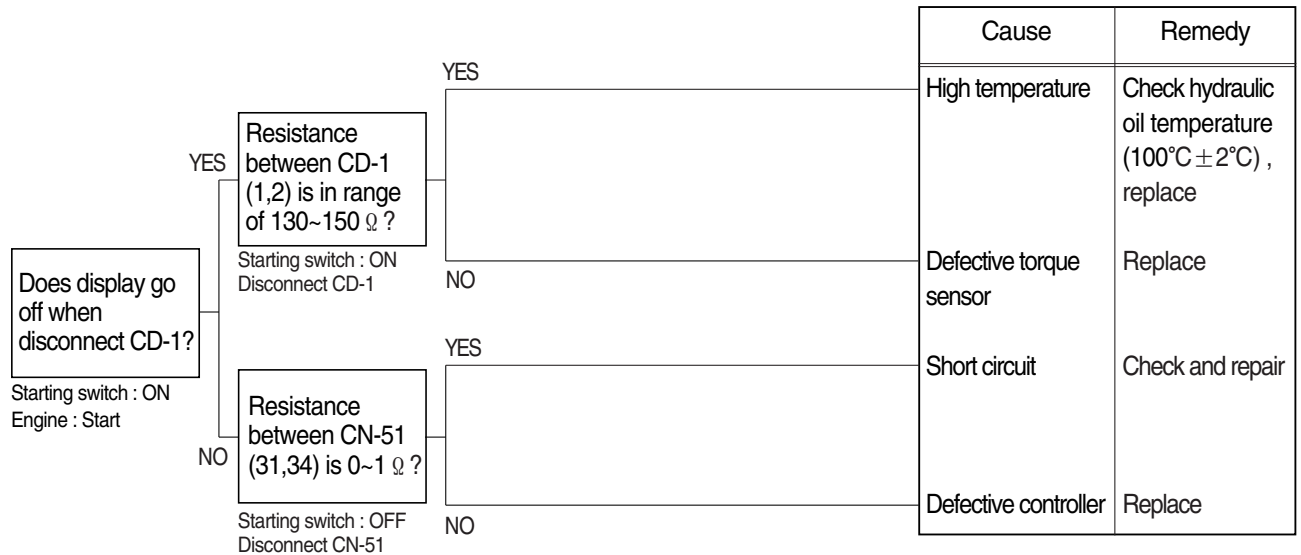 Cause
Remedy
YES
High temperature
Check hydraulic
oil temperature
(100°C±2°C) ,
replace
YES
Resistance
between CD-1
(1,2) is in range
of 130~150 Ω ?
Starting switch : ON
Disconnect CD-1
NO
Defective torque
sensor
Replace
Does display go
off when
disconnect CD-1?
Starting switch : ON
Engine : Start
YES
Short circuit
Check and repair
NO
Resistance
between CN-51
(31,34) is 0~1 Ω ?
Starting switch : OFF
Disconnect CN-51
NO
Defective controller
Replace